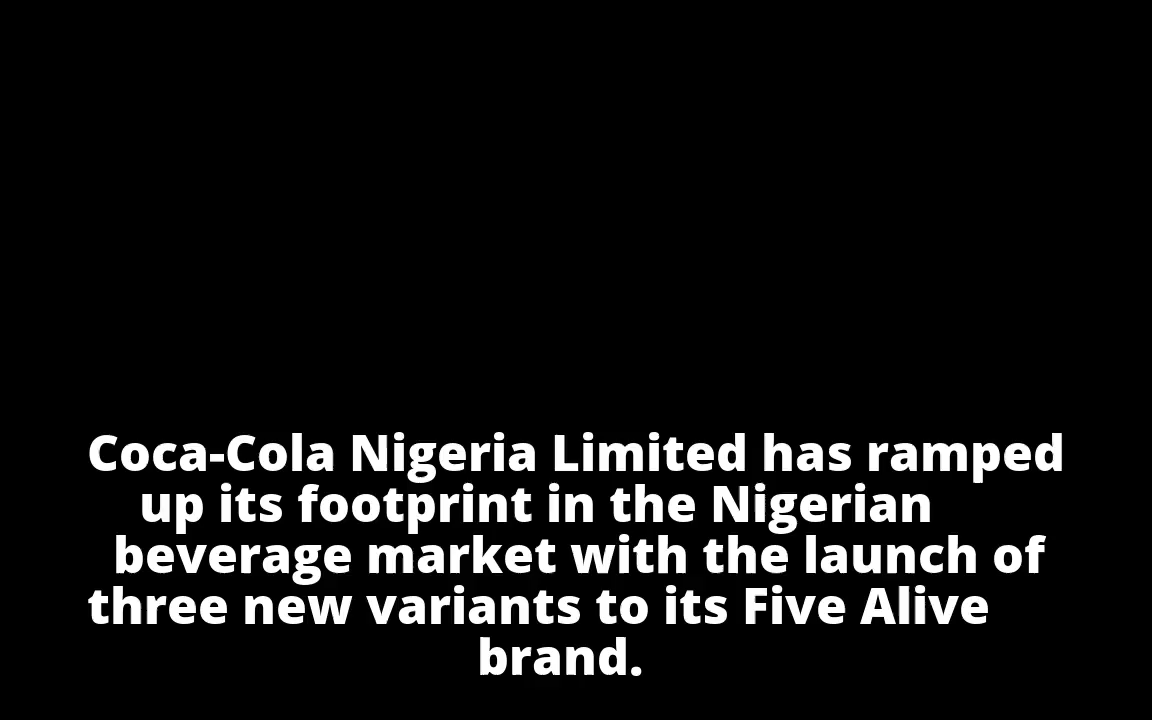 Coca-Cola Nigeria Limited has ramped
up its footprint in the Nigerian
beverage market with the launch of
three new variants to its Five Alive
brand.